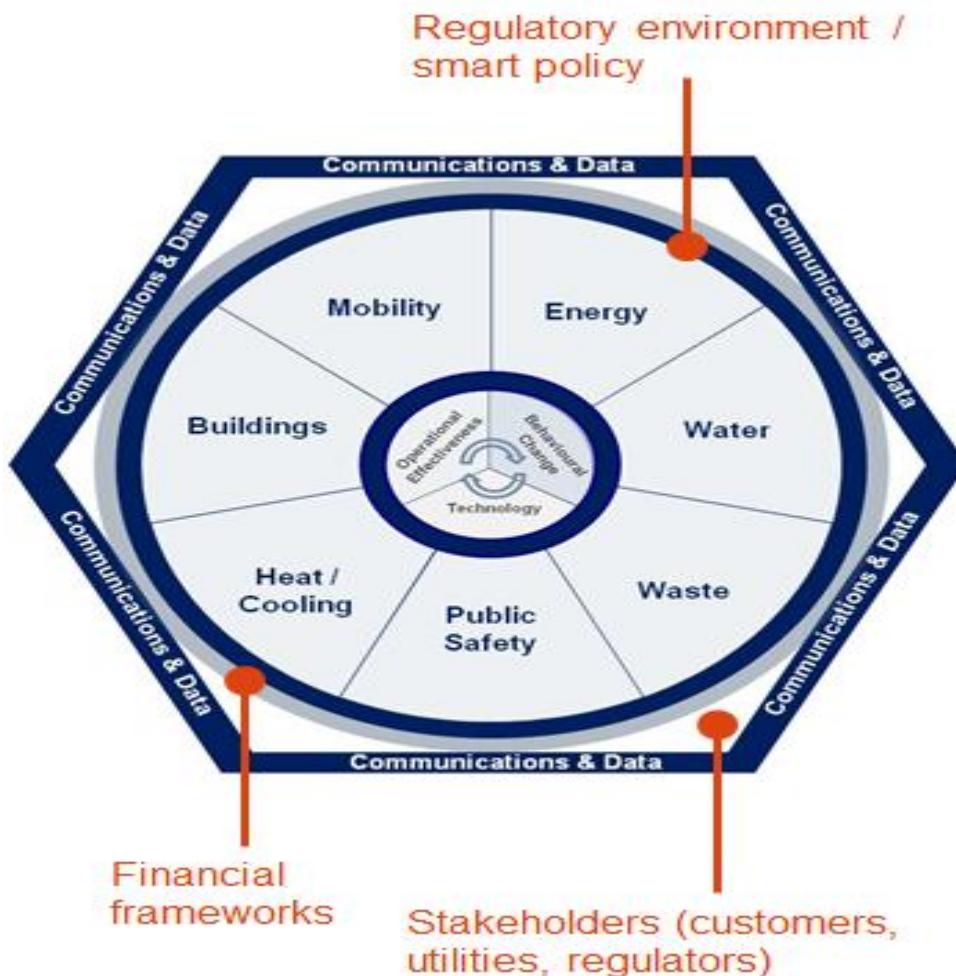 Regulatory environment /
smart policy
Communications & Data
Communications & Data
Communications & Data
Mobility
Energy
Buildings
Operational
Effectiveness
Behavioural
Change
Technology
Water
Heat /
Cooling
Public
Safety
Waste
Communications & Data
Communications & Data
Communications & Data
Financial
frameworks
Stakeholders (customers,
utilities, regulators)